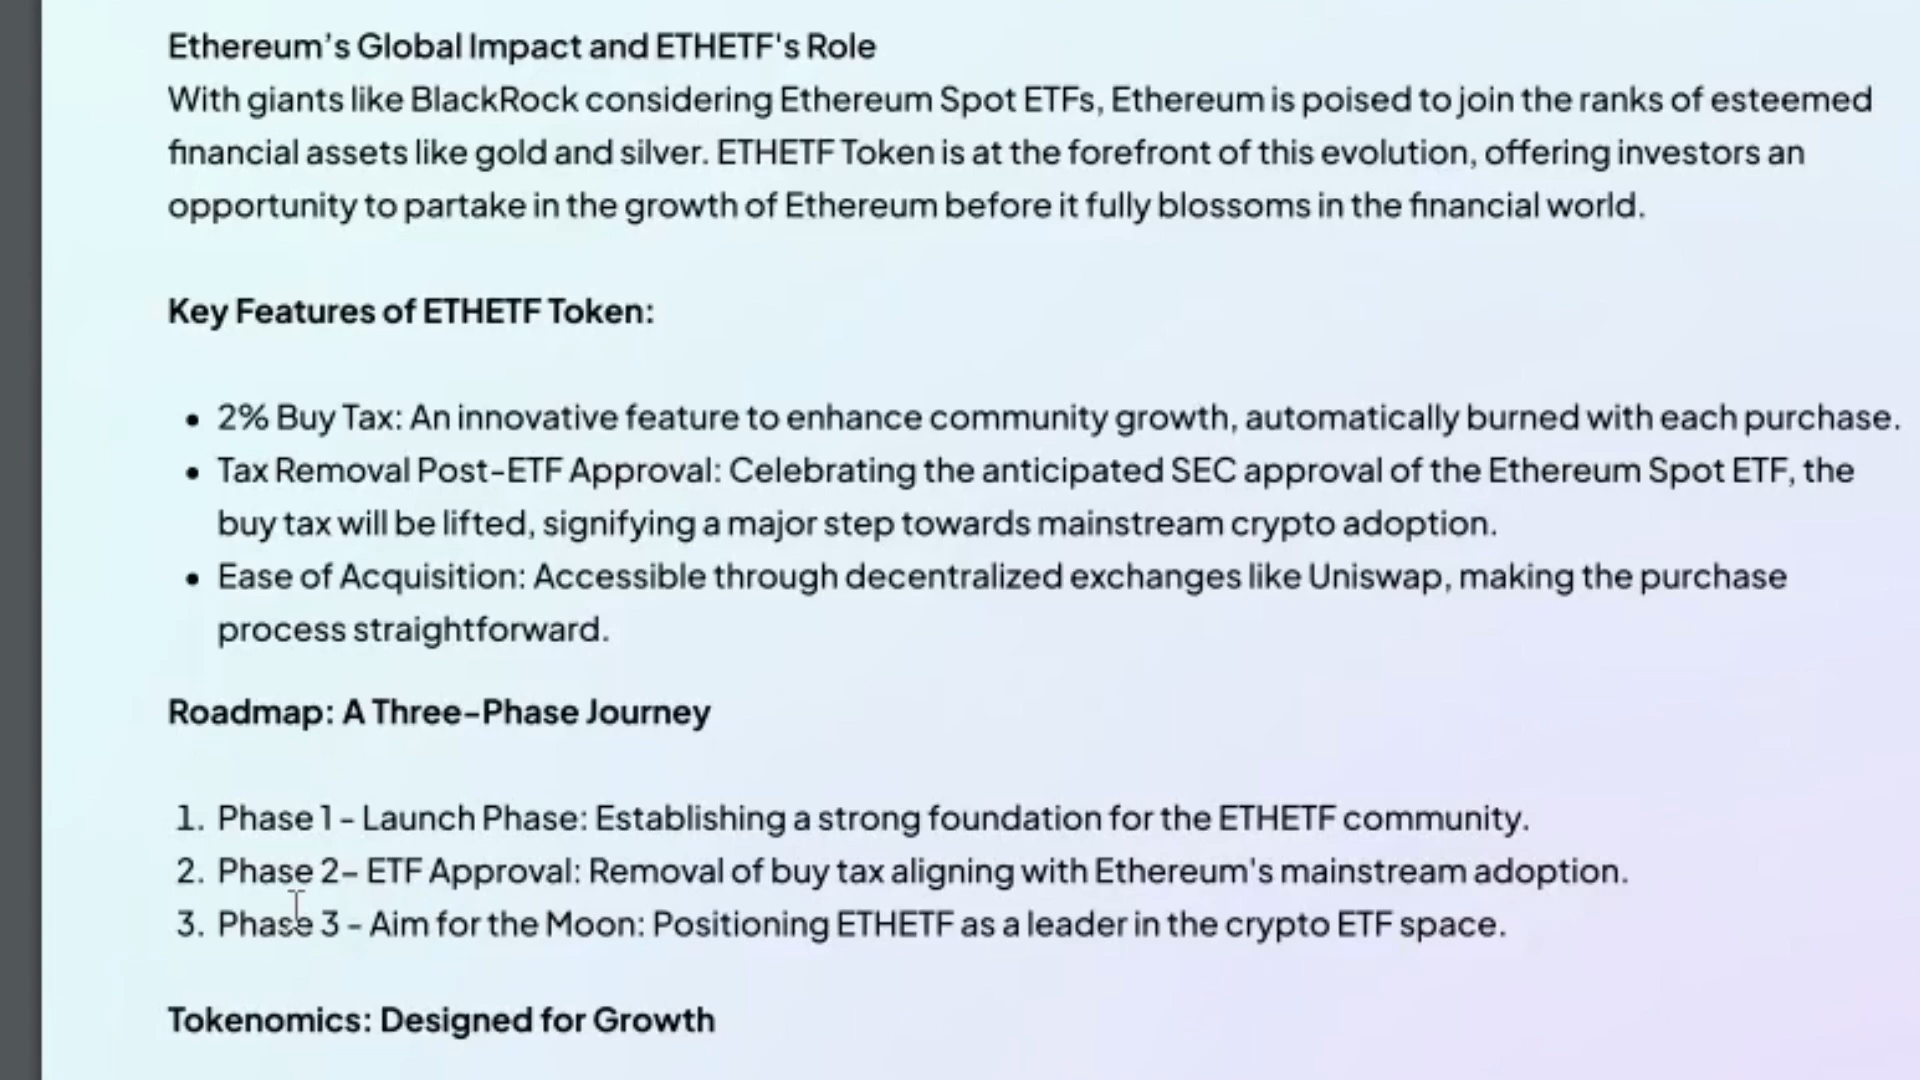 Ethereum's Global Impact and ETHETF's Role
With giants like BlackRock considering Ethereum Spot ETFs, Ethereum is poised to join the ranks of esteemed
financial assets like gold and silver. ETHETF Token is at the forefront of this evolution, offering investors an
opportunity to partake in the growth of Ethereum before it fully blossoms in the financial world.
Key Features of ETHETF Token:
• 2% Buy Tax: An innovative feature to enhance community growth, automatically burned with each purchase.
• Tax Removal Post-ETF Approval: Celebrating the anticipated SEC approval of the Ethereum Spot ETF, the
buy tax will be lifted, signifying a major step towards mainstream crypto adoption.
• Ease of Acquisition: Accessible through decentralized exchanges like Uniswap, making the purchase
process straightforward.
Roadmap: A Three-Phase Journey
1. Phase 1 - Launch Phase: Establishing a strong foundation for the ETHETF community.
2. Phase 2- ETF Approval: Removal of buy tax aligning with Ethereum's mainstream adoption.
3. Phase 3 - Aim for the Moon: Positioning ETHETF as a leader in the crypto ETF space.
Tokenomics: Designed for Growth